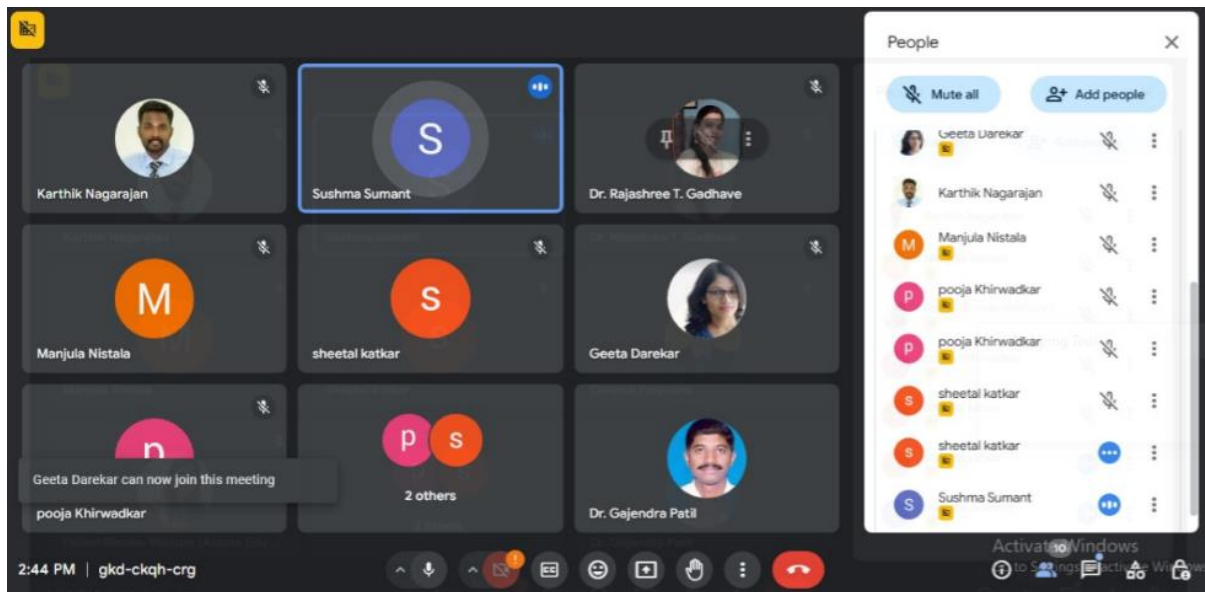 Karthik Nagarajan
S
Sushma Sumant
Dr. Rajashree T. Gadhave
M
Manjula Nistala
S
sheetal katkar
Geeta Darekar
p
Geeta Darekar can now join this meeting
pooja Khirwadkar
p s
2 others
Dr. Gajendra Patil
People
Mute all
Add people
Geeta Darekar
Karthik Nagarajan
M Manjula Nistala
p pooja Khirwadkar
p pooja Khirwadkar
s sheetal katkar
s sheetal katkar
S Sushma Sumant
2:44 PM | gkd-ckqh-crg
!
CC
10
Activate Windows